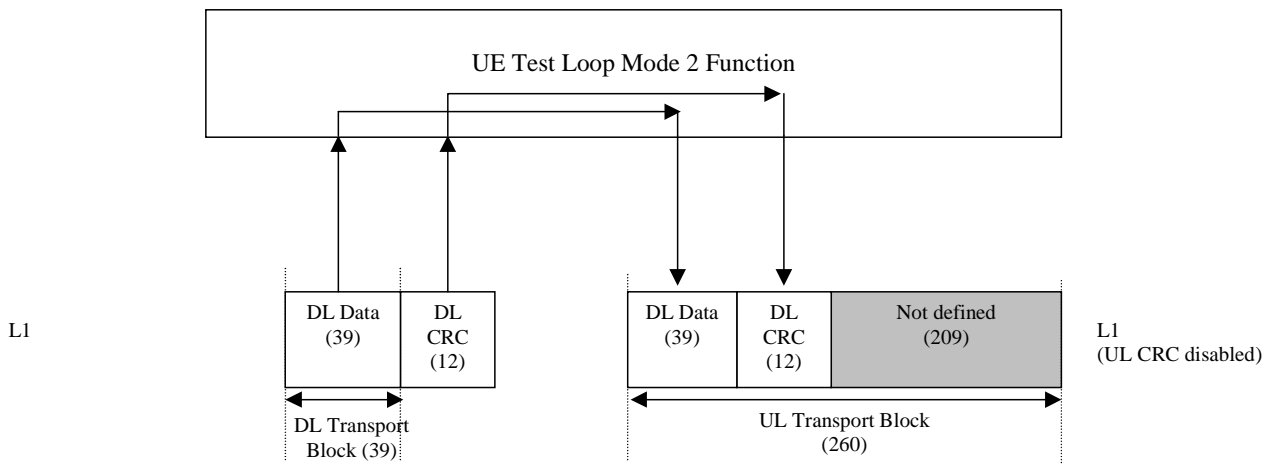 UE Test Loop Mode 2 Function
L1
DL Data
(39)
DL
CRC
(12)
DL Data
(39)
DL
CRC
(12)
Not defined
(209)
L1
(UL CRC disabled)
DL Transport
Block (39)
UL Transport Block
(260)